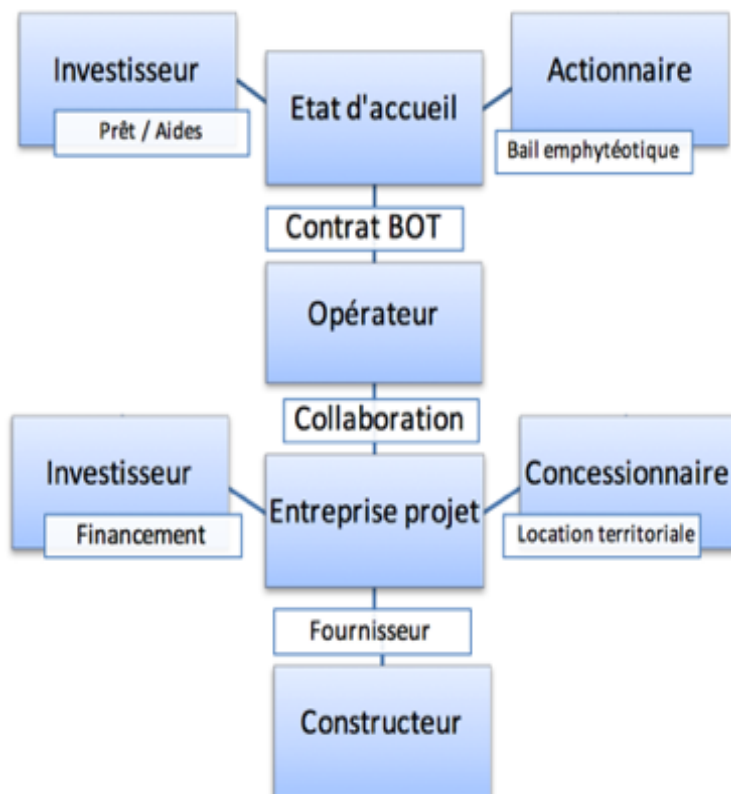 Investisseur
Prêt / Aides
Etat d'accueil
Actionnaire
Bail emphytéotique
Contrat BOT
Opérateur
Collaboration
Investisseur
Financement
Entreprise projet
Concessionnaire
Location territoriale
Fournisseur
Constructeur